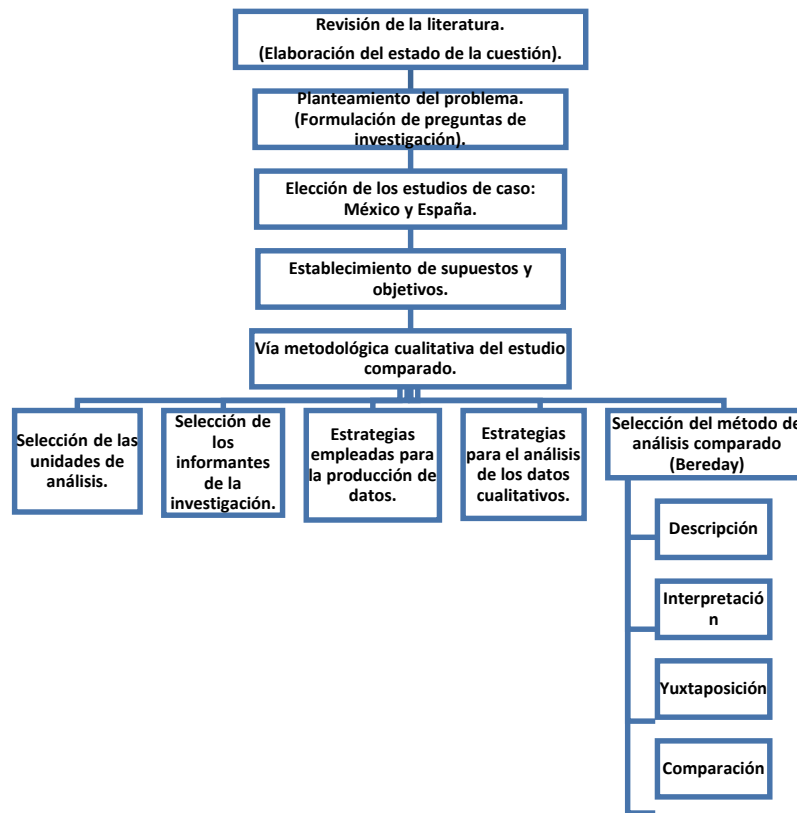 Revisión de la literatura.
(Elaboración del estado de la cuestión).
Planteamiento del problema.
(Formulación de preguntas de
investigación).
Elección de los estudios de caso:
México y España.
Establecimiento de supuestos y
objetivos.
Vía metodológica cualitativa del estudio
comparado.
Selección de las
unidades de
análisis.
Selección de
los
informantes
de la
investigación.
Estrategias
empleadas para
la producción de
datos.
Estrategias
para el análisis
de los datos
cualitativos.
Selección del método de
análisis comparado
(Bereday)
Descripción
Interpretació
n
Yuxtaposición
Comparación